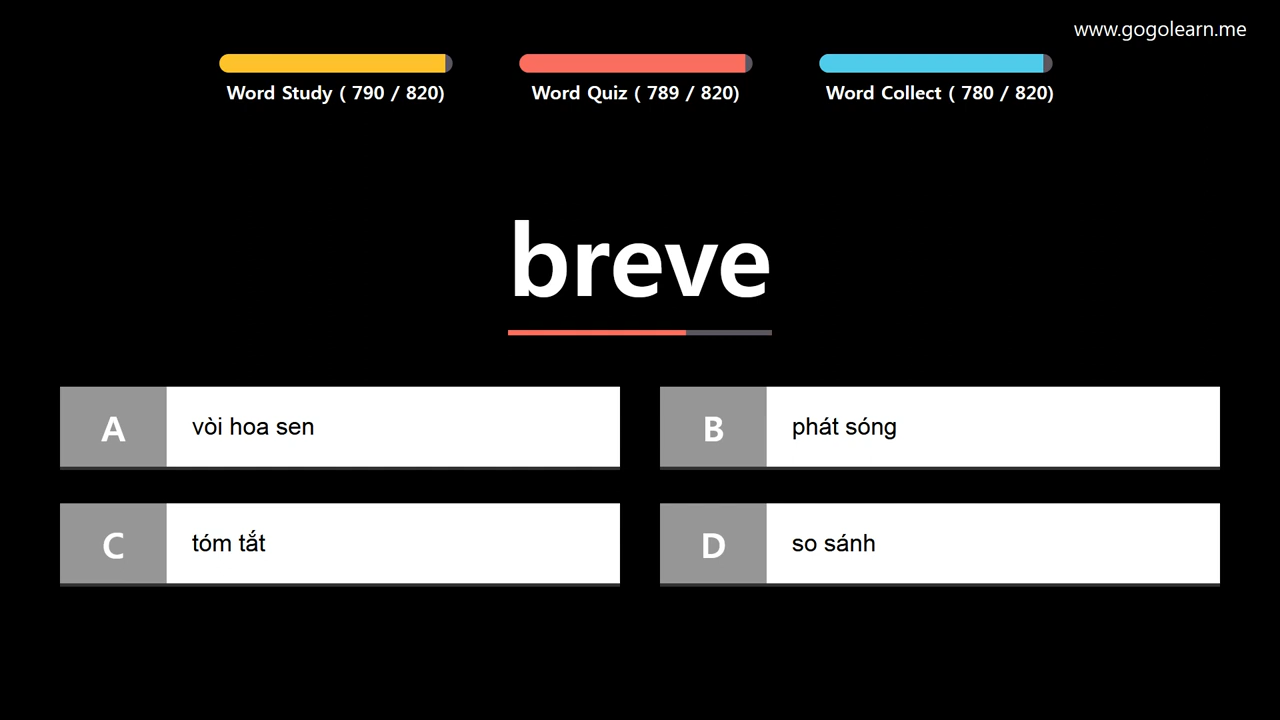 www.gogolearn.me
Word Study ( 790 / 820)
Word Quiz ( 789 / 820)
Word Collect ( 780 / 820)
breve
A
vòi hoa sen
B
phát sóng
C
tóm tắt
D
so sánh